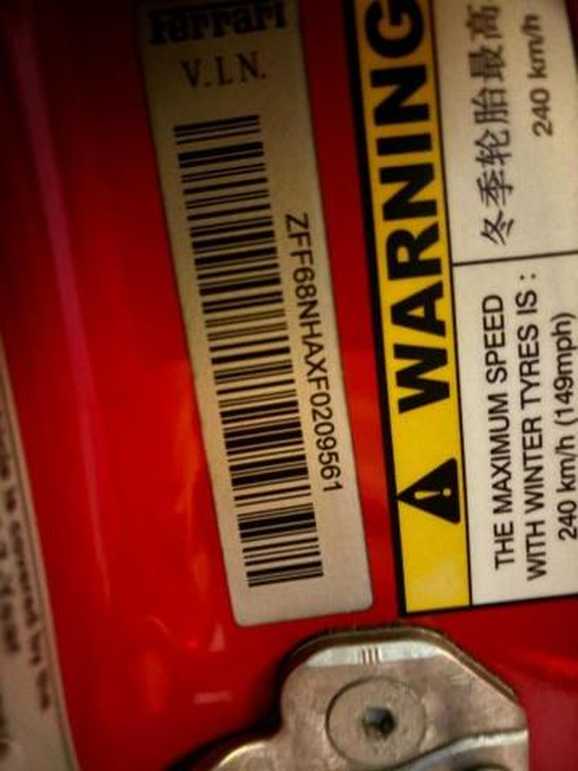 Ferrari
V.I.N.
ZFF68NHAXF0209561
WARNING
冬季轮胎最高
240 km/h
THE MAXIMUM SPEED
WITH WINTER TYRES IS :
240 km/h (149mph)